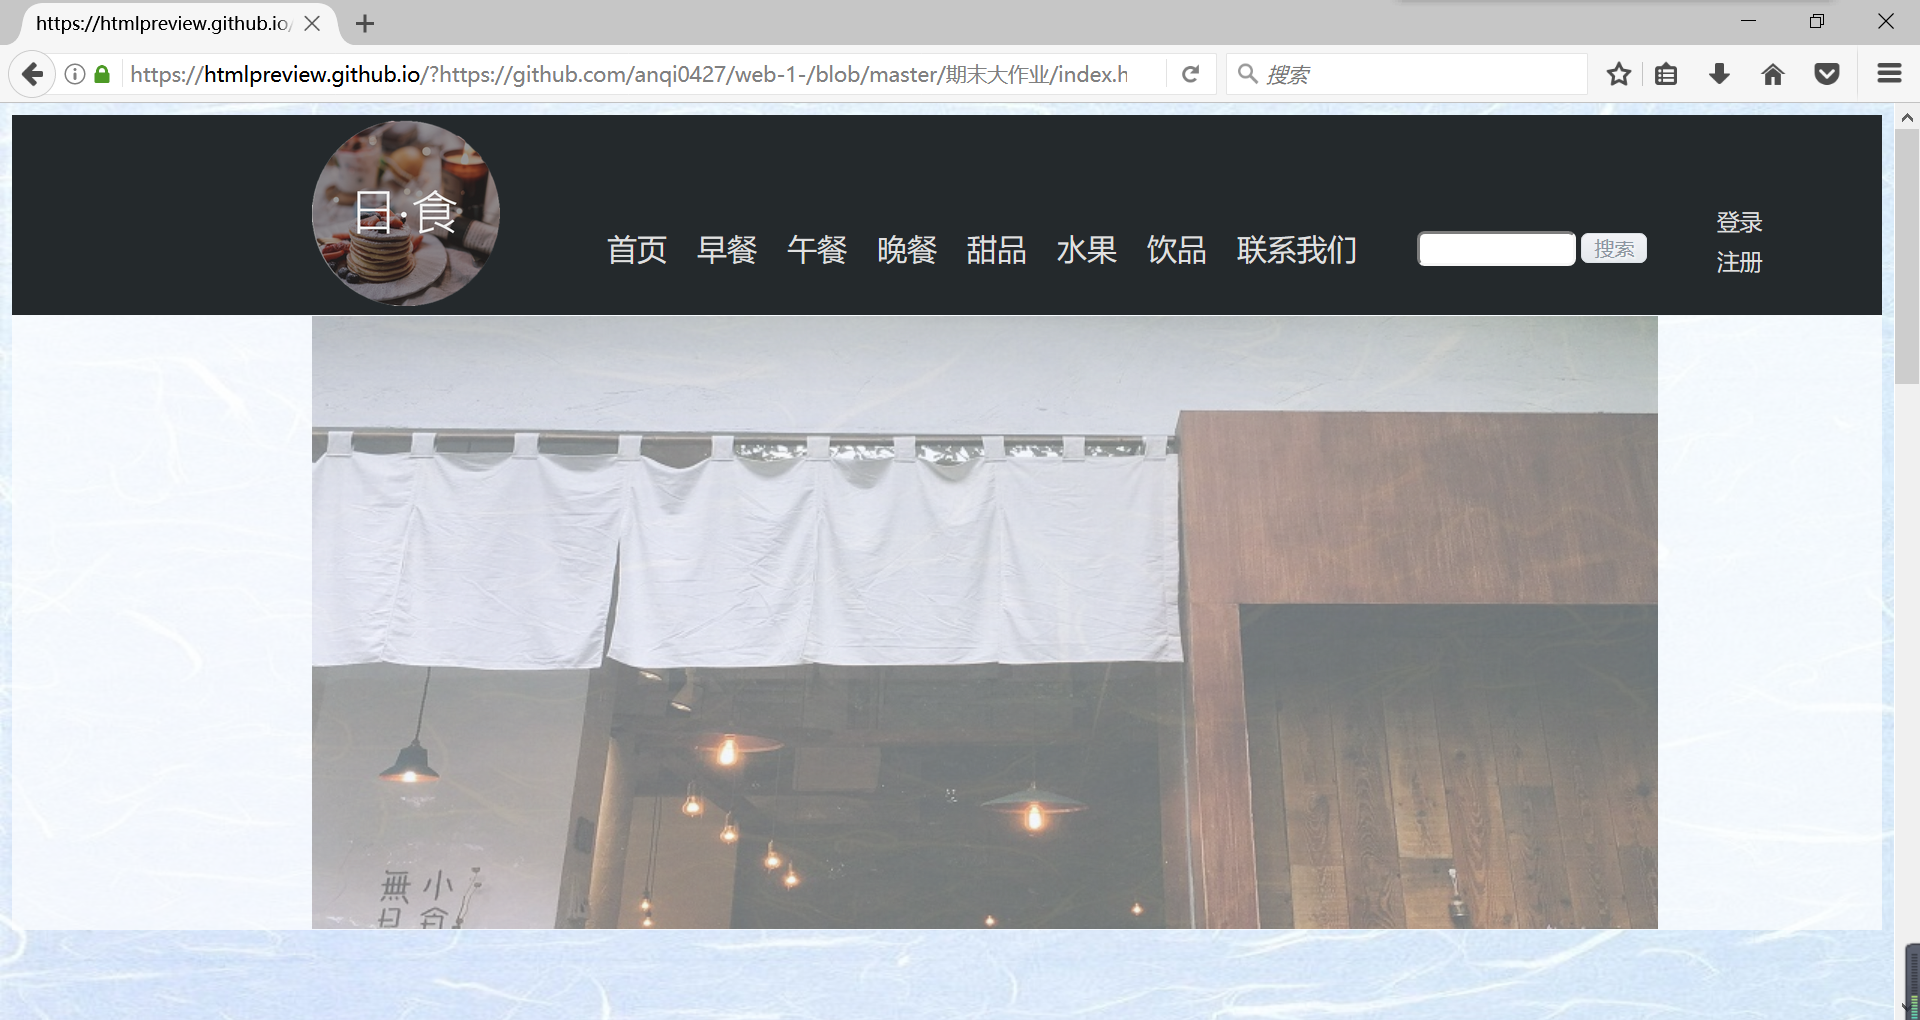 https://htmlpreview.github.io/
https://htmlpreview.github.io/?https://github.com/anqi0427/web-1-/blob/master/期末大作业/index.h
搜索
日·食
首页 早餐 午餐 晚餐 甜品 水果 饮品 联系我们
搜索
登录
注册
無 小
日 食